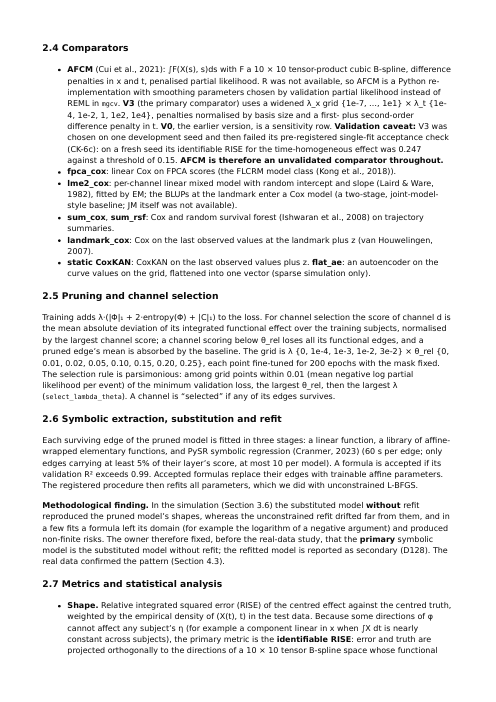 2.4 Comparators
• AFCM (Cui et al., 2021): ∫F(X(s), s)ds with F a 10 × 10 tensor-product cubic B-spline, difference
penalties in x and t, penalised partial likelihood. R was not available, so AFCM is a Python re-
implementation with smoothing parameters chosen by validation partial likelihood instead of
REML in mgcv. V3 (the primary comparator) uses a widened λ_x grid {1e-7, …, 1e1} × λ_t {1e-
4, 1e-2, 1, 1e2, 1e4}, penalties normalised by basis size and a first- plus second-order
difference penalty in t. V0, the earlier version, is a sensitivity row. Validation caveat: V3 was
chosen on one development seed and then failed its pre-registered single-fit acceptance check
(CK-6c): on a fresh seed its identifiable RISE for the time-homogeneous effect was 0.247
against a threshold of 0.15. AFCM is therefore an unvalidated comparator throughout.
• fpca_cox: linear Cox on FPCA scores (the FLCRM model class (Kong et al., 2018)).
• lme2_cox: per-channel linear mixed model with random intercept and slope (Laird & Ware,
1982), fitted by EM; the BLUPs at the landmark enter a Cox model (a two-stage, joint-model-
style baseline; JM itself was not available).
• sum_cox, sum_rsf: Cox and random survival forest (Ishwaran et al., 2008) on trajectory
summaries.
• landmark_cox: Cox on the last observed values at the landmark plus z (van Houwelingen,
2007).
• static CoxKAN: CoxKAN on the last observed values plus z. flat_ae: an autoencoder on the
curve values on the grid, flattened into one vector (sparse simulation only).
2.5 Pruning and channel selection
Training adds λ·(|Φ|₁ + 2·entropy(Φ) + |C|₁) to the loss. For channel selection the score of channel d is
the mean absolute deviation of its integrated functional effect over the training subjects, normalised
by the largest channel score; a channel scoring below θ_rel loses all its first-layer edges, and a
pruned edge's mean is absorbed by the baseline. The grid is λ {0, 1e-4, 1e-3, 1e-2, 3e-2} × θ_rel {0,
0.01, 0.02, 0.05, 0.10, 0.15, 0.20, 0.25}, each point fine-tuned for 200 epochs with the mask fixed.
The selection rule is parsimonious: among grid points within 0.01 (mean negative log partial
likelihood per event) of the minimum validation loss, the largest θ_rel, then the largest λ
(select_lambda_theta). A channel is “selected” if any of its edges survives.
2.6 Symbolic extraction, substitution and refit
Each surviving edge of the pruned model is fitted in three stages: a linear function, a library of affine-
wrapped elementary functions, and PySR symbolic regression (Cranmer, 2023) (60 s per edge; only
edges carrying at least 5% of their layer's score, at most 10 per model). A formula is accepted if its
validation R² exceeds 0.99. Accepted formulas replace their edges with trainable affine parameters.
The registered procedure then refits all parameters, which we did with unconstrained L-BFGS.
Methodological finding. In the simulation (Section 3.6) the substituted model without refit
reproduced the pruned model's shapes, whereas the unconstrained refit drifted far from them, and in
a few fits a formula left its domain (for example the logarithm of a negative argument) and produced
non-finite risks. The owner therefore fixed, before the real-data study, that the primary symbolic
model is the substituted model without refit; the refitted model is reported as secondary (D128). The
real data confirmed the pattern (Section 4.3).
2.7 Metrics and statistical analysis
• Shape. Relative integrated squared error (RISE) of the centred effect against the centred truth,
weighted by the empirical density of (X(t), t) in the test data. Because some directions of φ
cannot affect any subject's η (for example a component linear in x when ∫X dt is nearly
constant across subjects), the primary metric is the identifiable RISE: error and truth are
projected orthogonally to the directions of a 10 × 10 tensor B-spline space whose functional